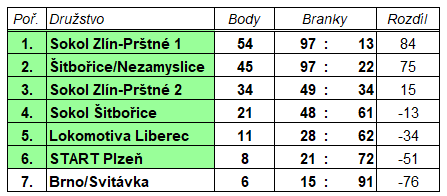 Poř. Družstvo Body Branky Rozdíl
1. Sokol Zlín-Prštné 1 54 97 : 13 84
2. Šitbořice/Nezamyslice 45 97 : 22 75
3. Sokol Zlín-Prštné 2 34 49 : 34 15
4. Sokol Šitbořice 21 48 : 61 -13
5. Lokomotiva Liberec 11 28 : 62 -34
6. START Plzeň 8 21 : 72 -51
7. Brno/Svitávka 6 15 : 91 -76